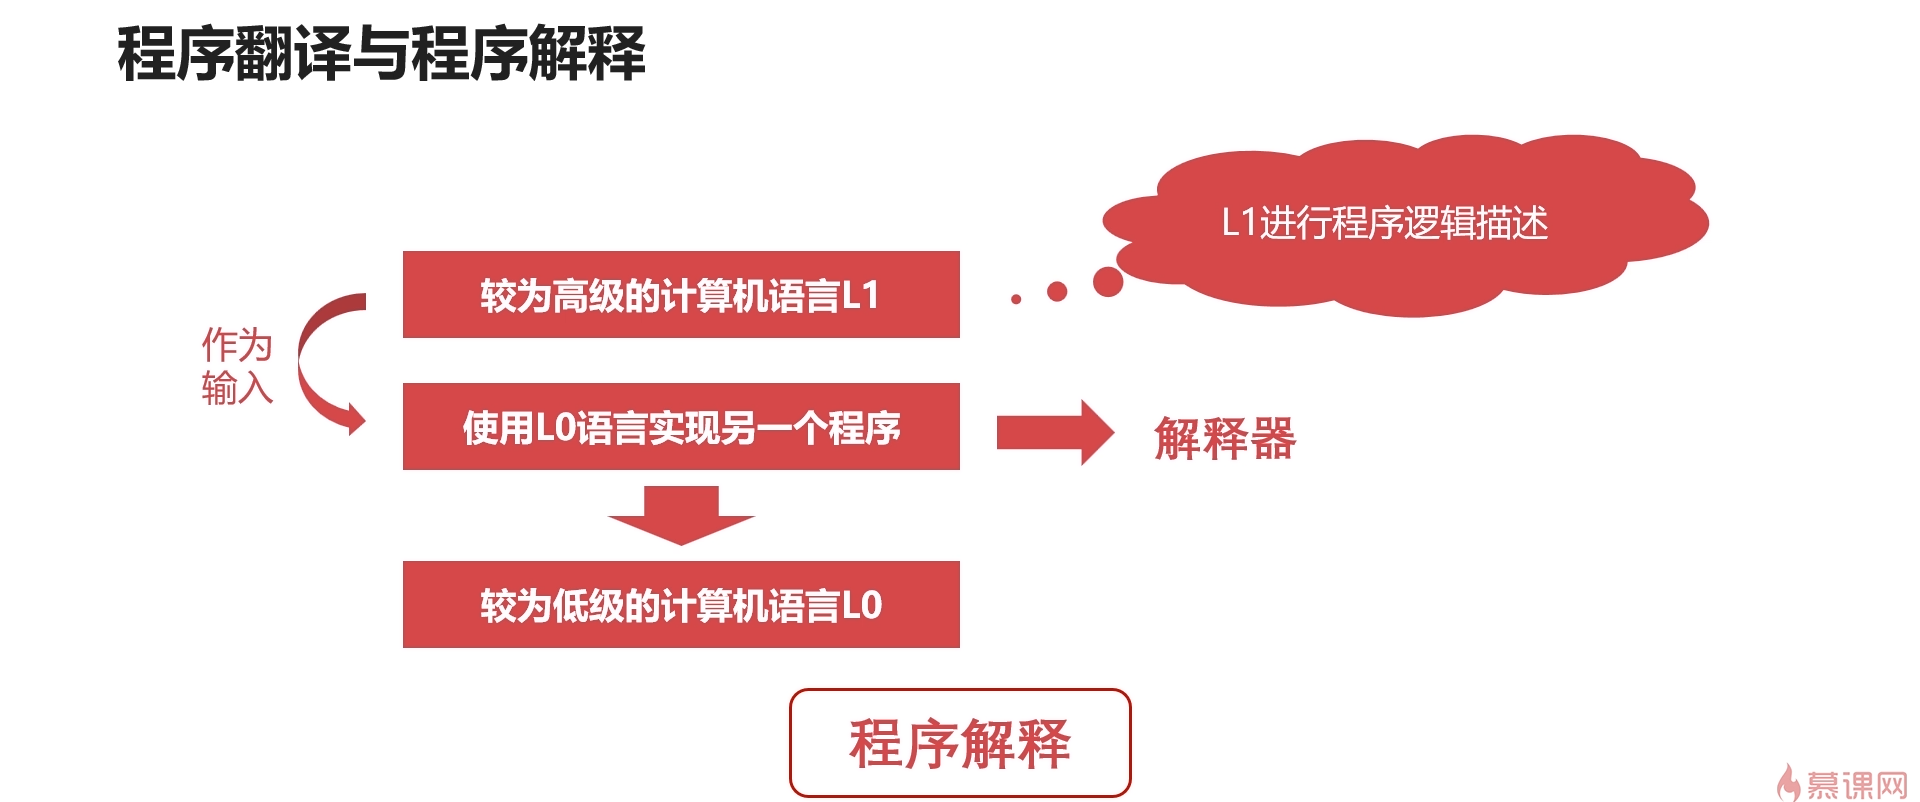 程序翻译与程序解释
L1进行程序逻辑描述
较为高级的计算机语言L1
作为
输入
使用L0语言实现另一个程序
解释器
较为低级的计算机语言L0
程序解释
慕课网